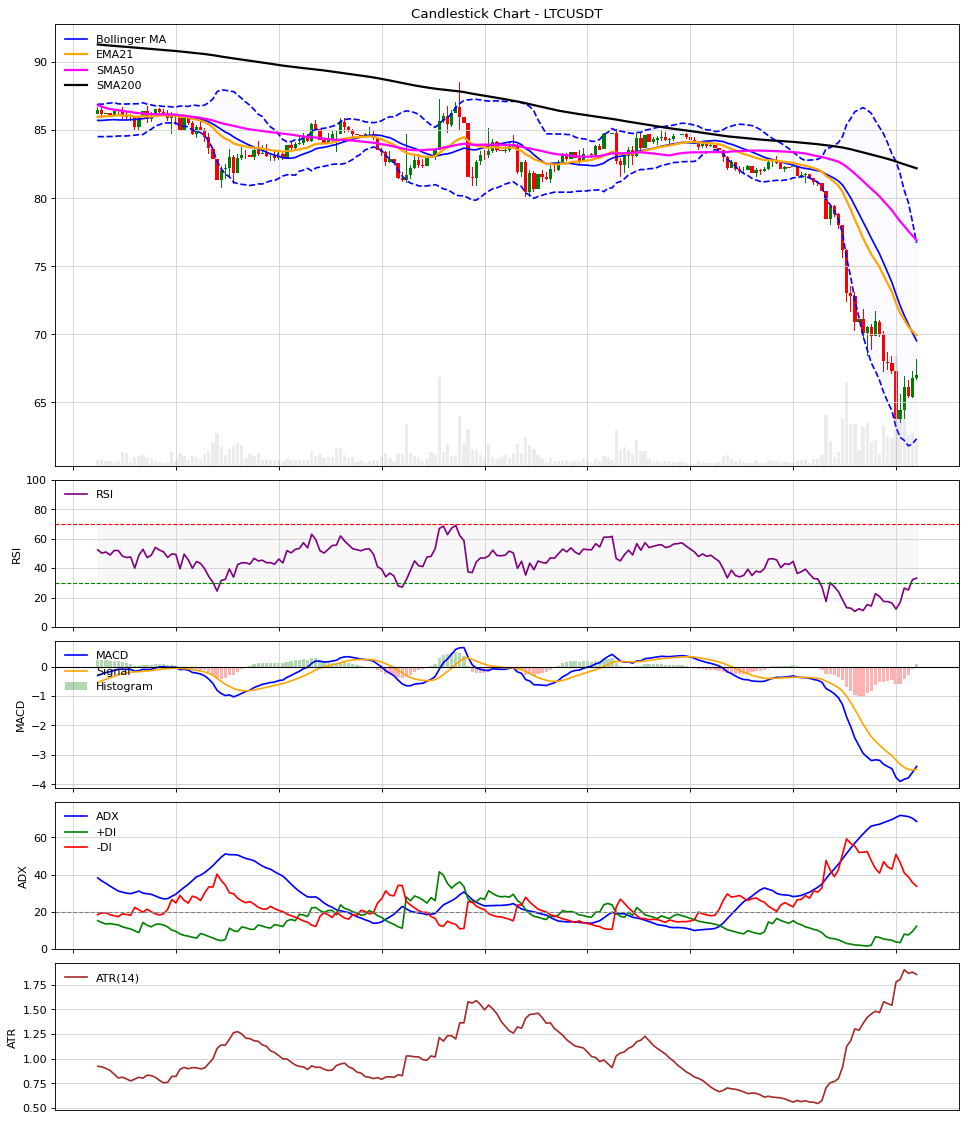 Candlestick Chart - LTCUSDT
Bollinger MA
EMA21
SMA50
SMA200
90
85
80
75
70
65
RSI
100
80
60
40
20
0
RSI
MACD
Signal
Histogram
0
−1
−2
−3
−4
MACD
ADX
+DI
-DI
60
40
20
0
ADX
ATR(14)
1.75
1.50
1.25
1.00
0.75
0.50
ATR